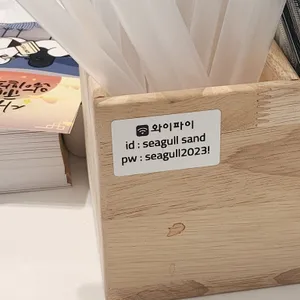 와이파이
id : seagull sand
pw : seagull2023!